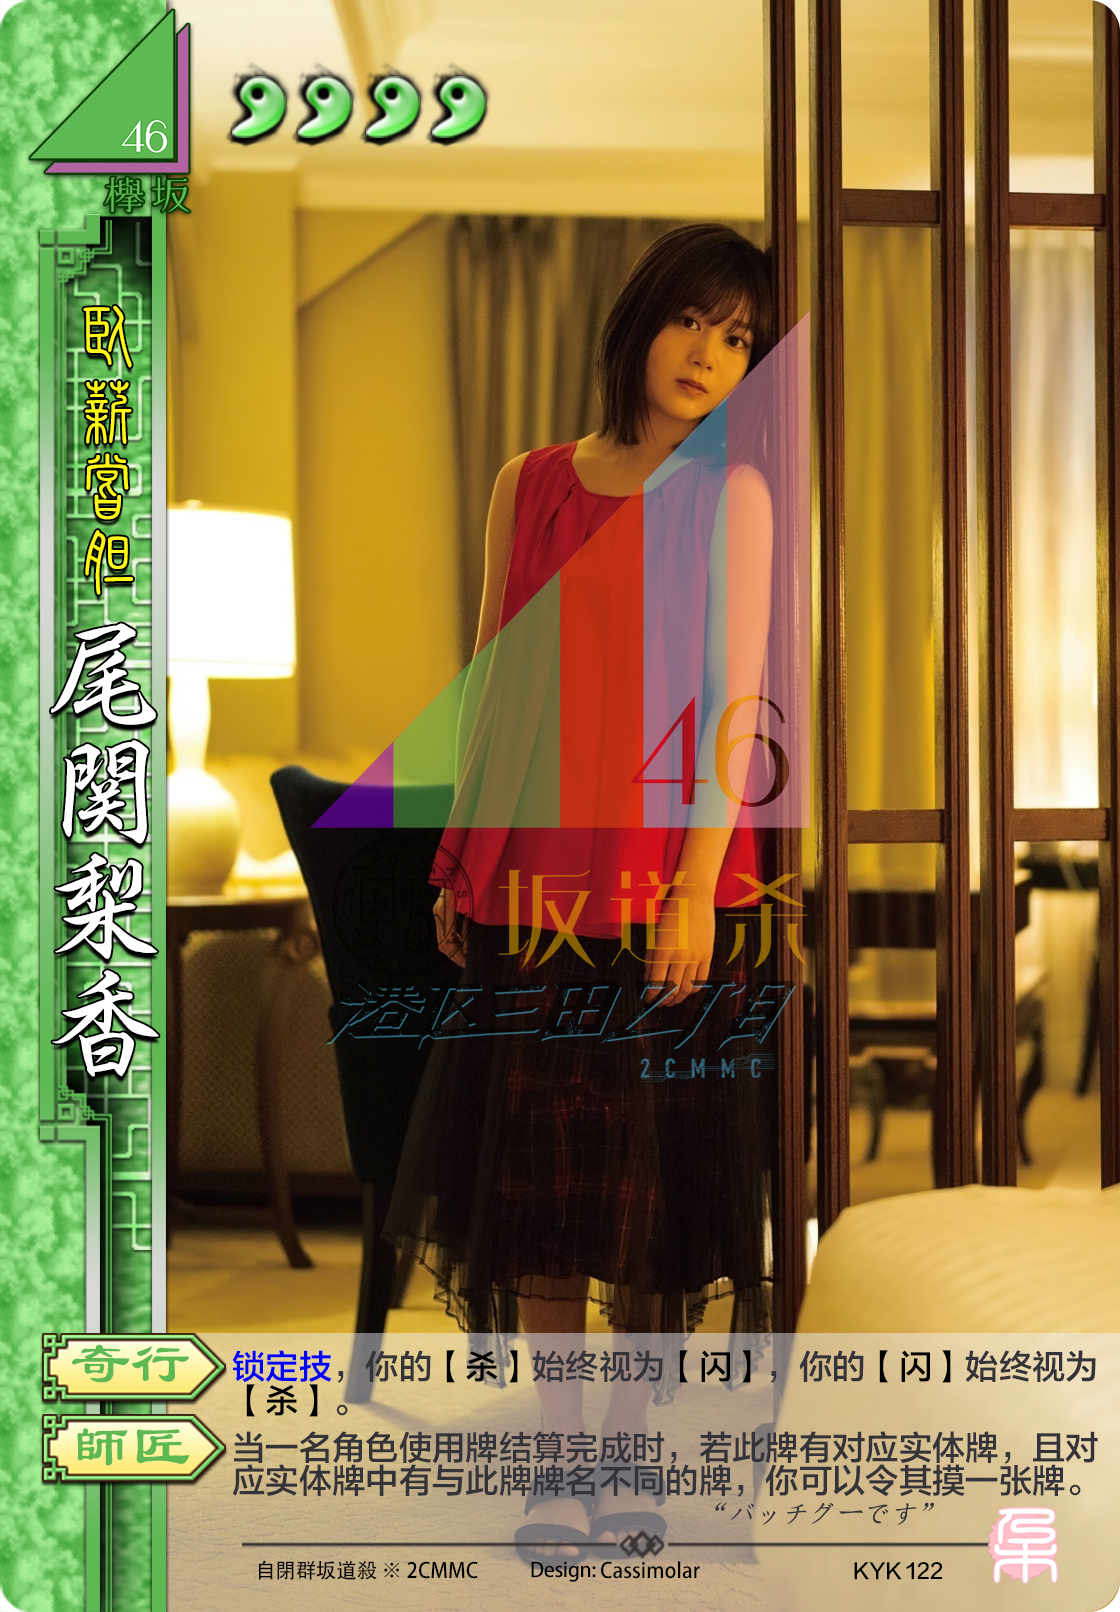 46
欅坂
臥薪嘗胆
尾関梨香
46
坂道杀
港区三田2丁目
2CMMC
奇行
锁定技，你的【杀】始终视为【闪】，你的【闪】始终视为
【杀】。
師匠
当一名角色使用牌结算完成时，若此牌有对应实体牌，且对
应实体牌中有与此牌牌名不同的牌，你可以令其摸一张牌。
“バッチグーです”
自閉群坂道殺 ※ 2CMMC
Design: Cassimolar
KYK 122